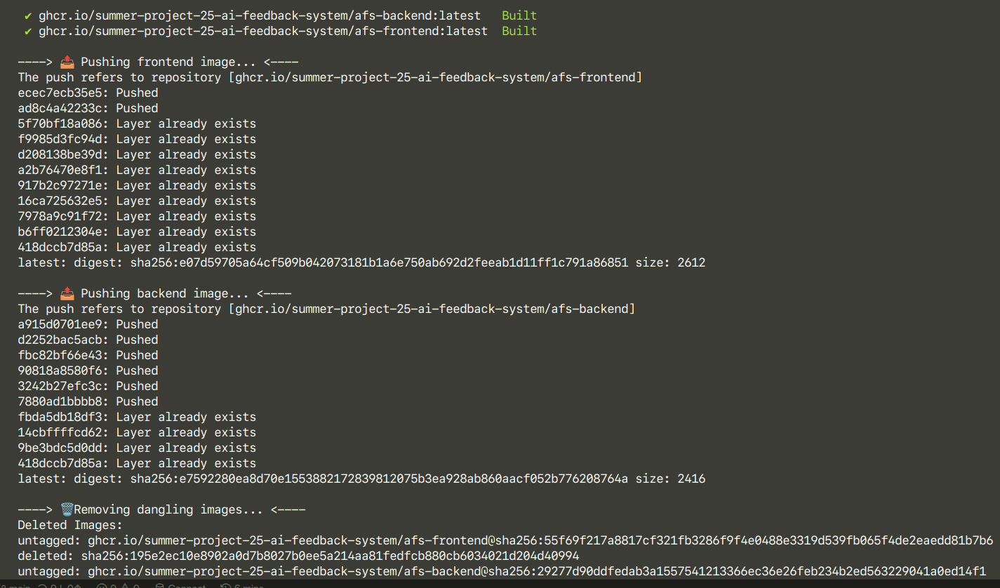 ✔ ghcr.io/summer-project-25-ai-feedback-system/afs-backend:latest Built
✔ ghcr.io/summer-project-25-ai-feedback-system/afs-frontend:latest Built
----> 📤 Pushing frontend image... <----
The push refers to repository [ghcr.io/summer-project-25-ai-feedback-system/afs-frontend]
ecec7ecb35e5: Pushed
ad8c4a42233c: Pushed
5f70bf18a086: Layer already exists
f9985d3fc94d: Layer already exists
d208138be39d: Layer already exists
a2b76470e8f1: Layer already exists
917b2c97271e: Layer already exists
16ca725632e5: Layer already exists
7978a9c91f72: Layer already exists
b6ff0212304e: Layer already exists
418dccb7d85a: Layer already exists
latest: digest: sha256:e07d59705a64cf509b042073181b1a6e750ab692d2feeab1d11ff1c791a86851 size: 2612
----> 📤 Pushing backend image... <----
The push refers to repository [ghcr.io/summer-project-25-ai-feedback-system/afs-backend]
a915d0701ee9: Pushed
d2252bac5acb: Pushed
fbc82bf66e43: Pushed
90818a8580f6: Pushed
3242b27efc3c: Pushed
7880ad1bbbb8: Pushed
fbda5db18df3: Layer already exists
14cbffffcd62: Layer already exists
9be3bdc5d0dd: Layer already exists
418dccb7d85a: Layer already exists
latest: digest: sha256:e7592280ea8d70e1553882172839812075b3ea928ab860aacf052b776208764a size: 2416
----> 🗑️Removing dangling images... <----
Deleted Images:
untagged: ghcr.io/summer-project-25-ai-feedback-system/afs-frontend@sha256:55f69f217a8817cf321fb3286f9f4e0488e3319d539fb065f4de2eaedd81b7b6
deleted: sha256:195e2ec10e8902a0d7b8027b0ee5a214aa81fedfcb880cb6034021d204d40994
untagged: ghcr.io/summer-project-25-ai-feedback-system/afs-backend@sha256:29277d90ddfedab3a1557541213366ec36e26feb234b2ed563229041a0ed14f1